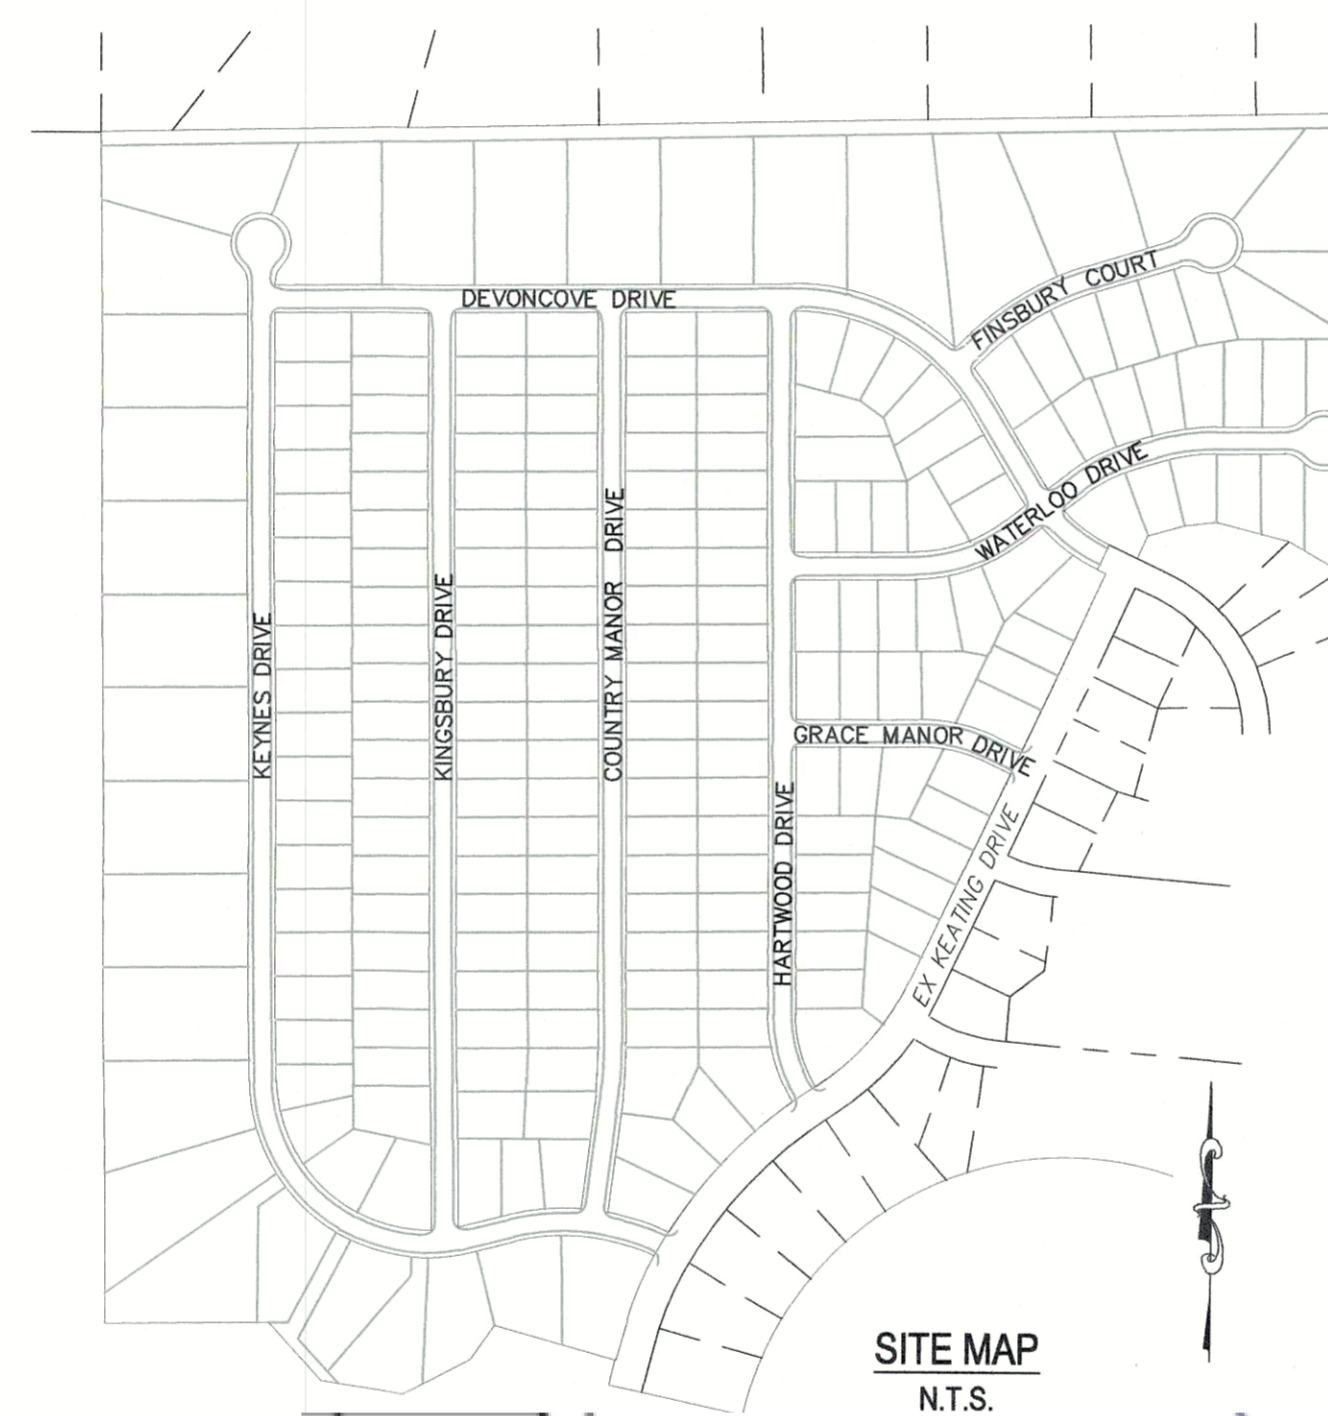 FINSBURY COURT
DEVONCOVE DRIVE
WATERLOO DRIVE
COUNTRY MANOR DRIVE
KINGSBURY DRIVE
KEYNES DRIVE
GRACE MANOR DRIVE
HARTWOOD DRIVE
EX KEATING DRIVE
SITE MAP
N.T.S.